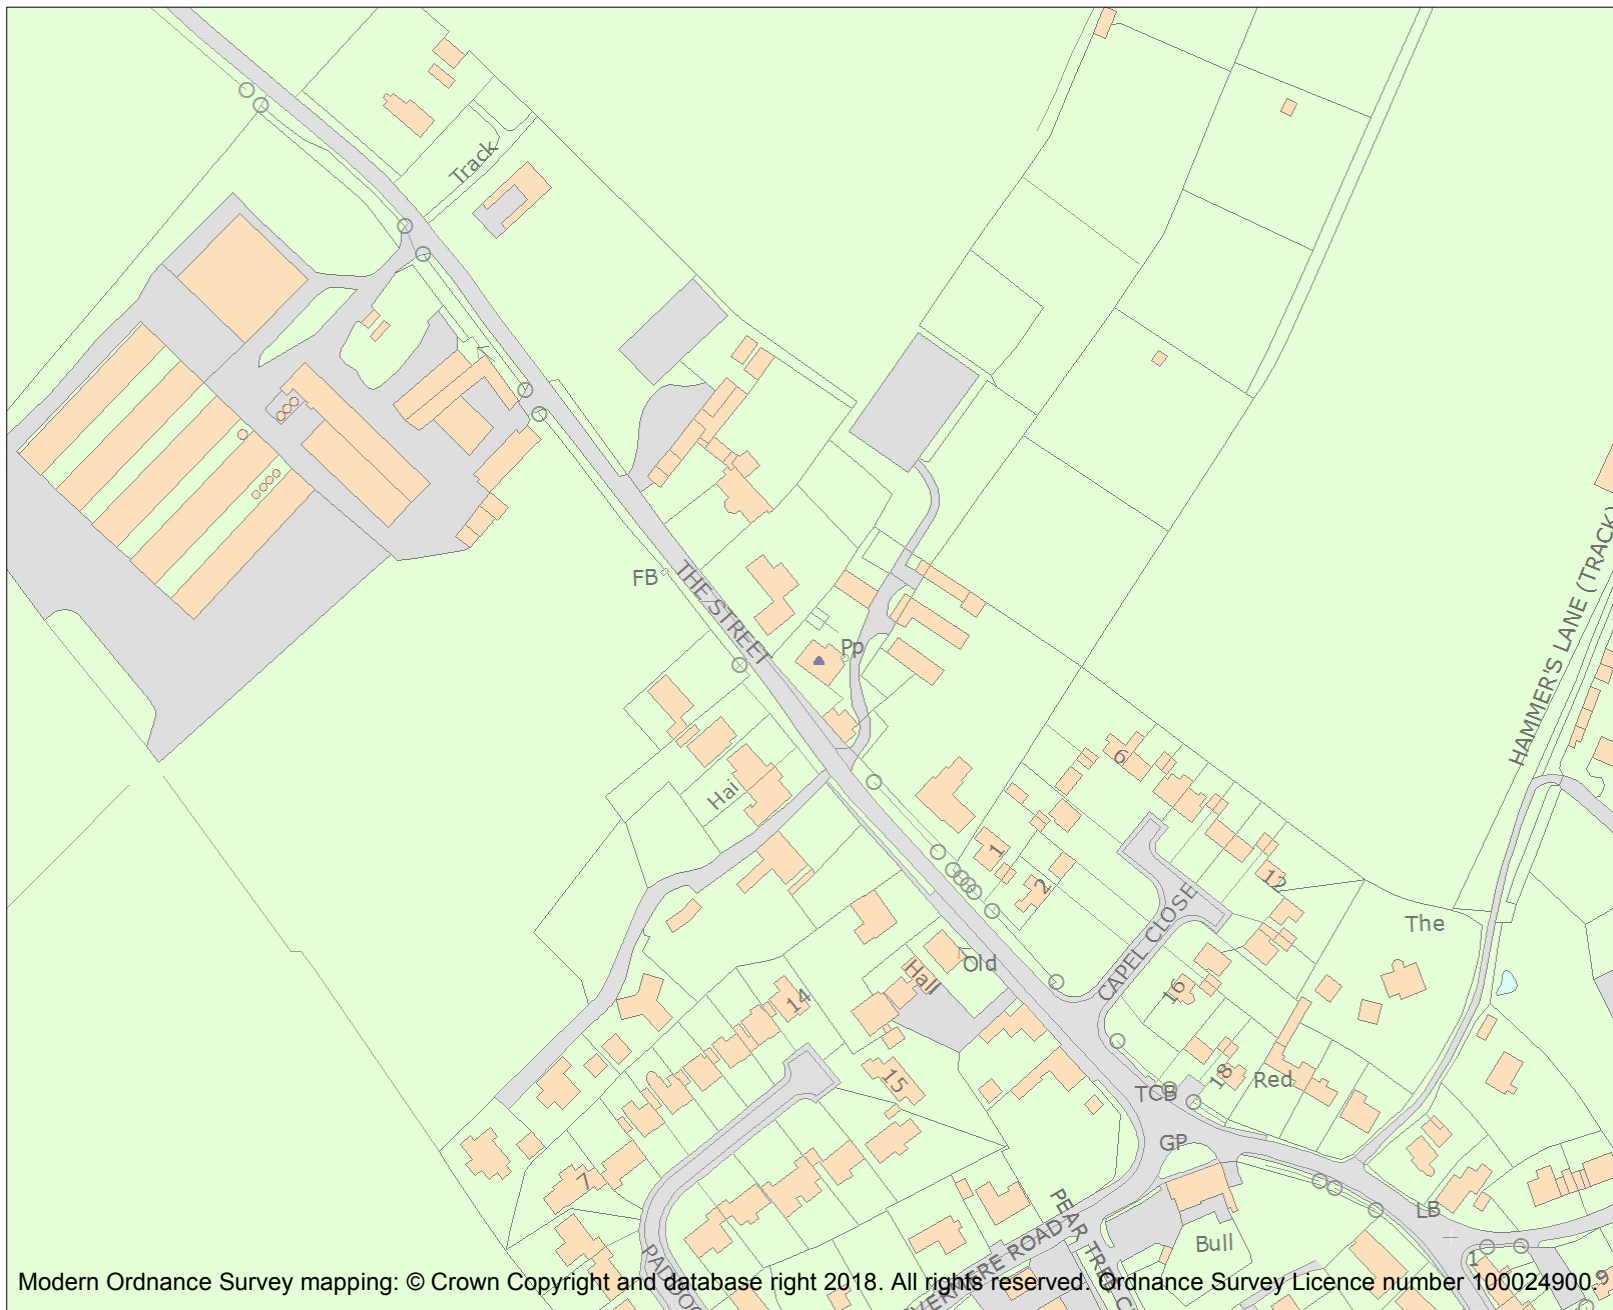 Track
FB
THE STREET
Pp
HAMMER'S LANE (TRACK)
6
Hai
1
2
12
The
CAPEL CLOSE
Old
Hall
16
14
15
TCB
18
Red
GP
7
LB
PEAR TREE C
Bull
1
9
Modern Ordnance Survey mapping: © Crown Copyright and database right 2018. All rights reserved. Ordnance Survey Licence number 100024900.